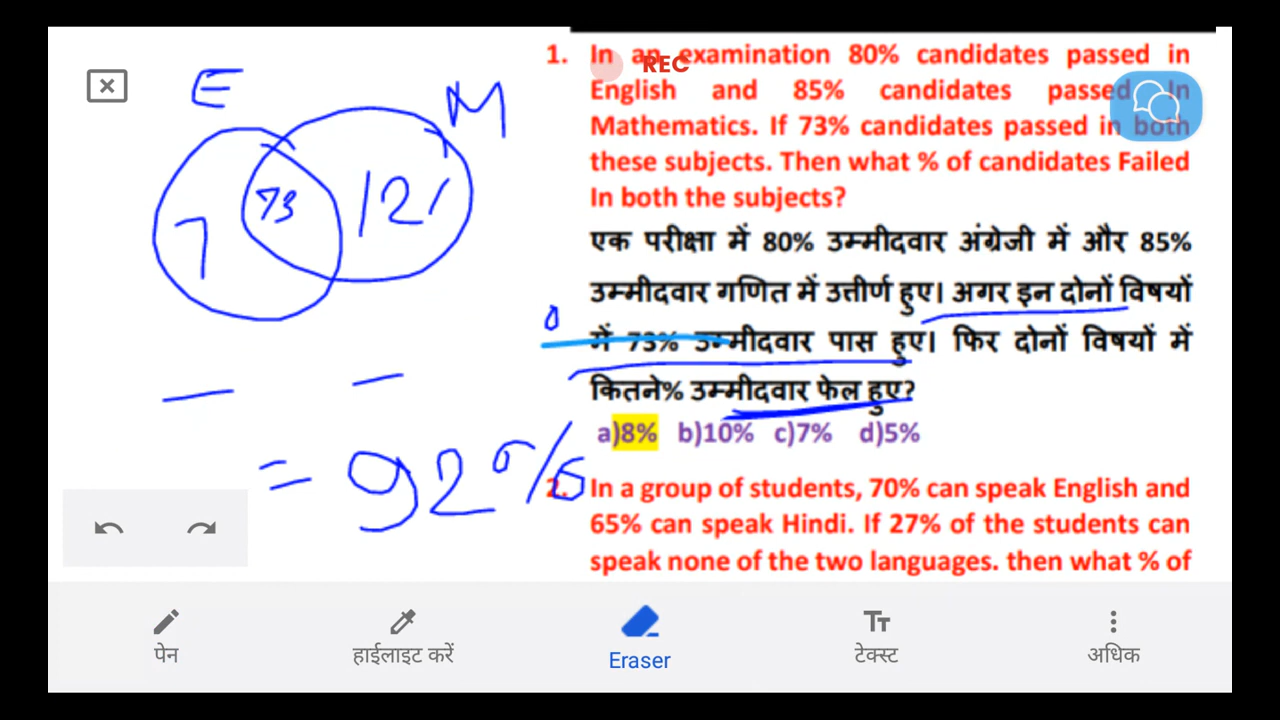 E
M
7
73
12
= 92%
REC
1. In an examination 80% candidates passed in
English and 85% candidates passed In
Mathematics. If 73% candidates passed in both
these subjects. Then what % of candidates Failed
In both the subjects?
एक परीक्षा में 80% उम्मीदवार अंग्रेजी में और 85%
उम्मीदवार गणित में उत्तीर्ण हुए। अगर इन दोनों विषयों
में 73% उम्मीदवार पास हुए। फिर दोनों विषयों में
कितने% उम्मीदवार फेल हुए?
a)8% b)10% c)7% d)5%
2. In a group of students, 70% can speak English and
65% can speak Hindi. If 27% of the students can
speak none of the two languages. then what % of
पेन
हाईलाइट करें
Eraser
टेक्स्ट
अधिक